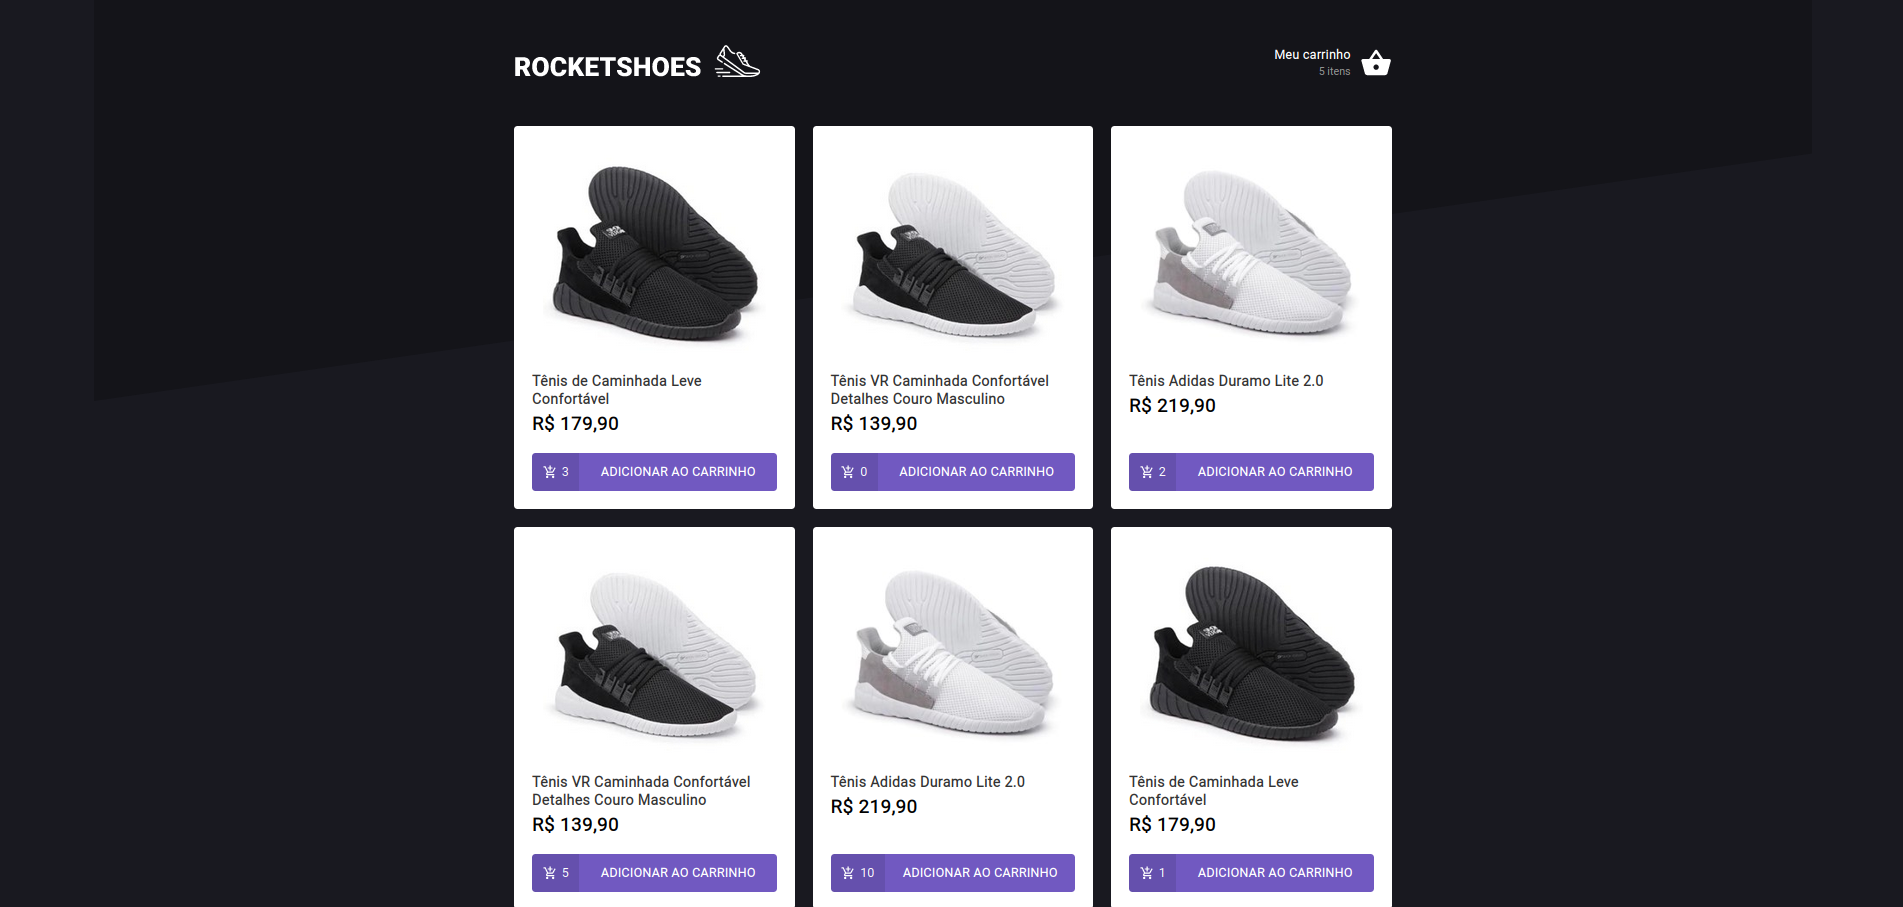 ROCKETSHOES
Meu carrinho
5 itens
Tênis de Caminhada Leve
Confortável
R$ 179,90
3 ADICIONAR AO CARRINHO
Tênis VR Caminhada Confortável
Detalhes Couro Masculino
R$ 139,90
0 ADICIONAR AO CARRINHO
Tênis Adidas Duramo Lite 2.0
R$ 219,90
2 ADICIONAR AO CARRINHO
Tênis VR Caminhada Confortável
Detalhes Couro Masculino
R$ 139,90
5 ADICIONAR AO CARRINHO
Tênis Adidas Duramo Lite 2.0
R$ 219,90
10 ADICIONAR AO CARRINHO
Tênis de Caminhada Leve
Confortável
R$ 179,90
1 ADICIONAR AO CARRINHO